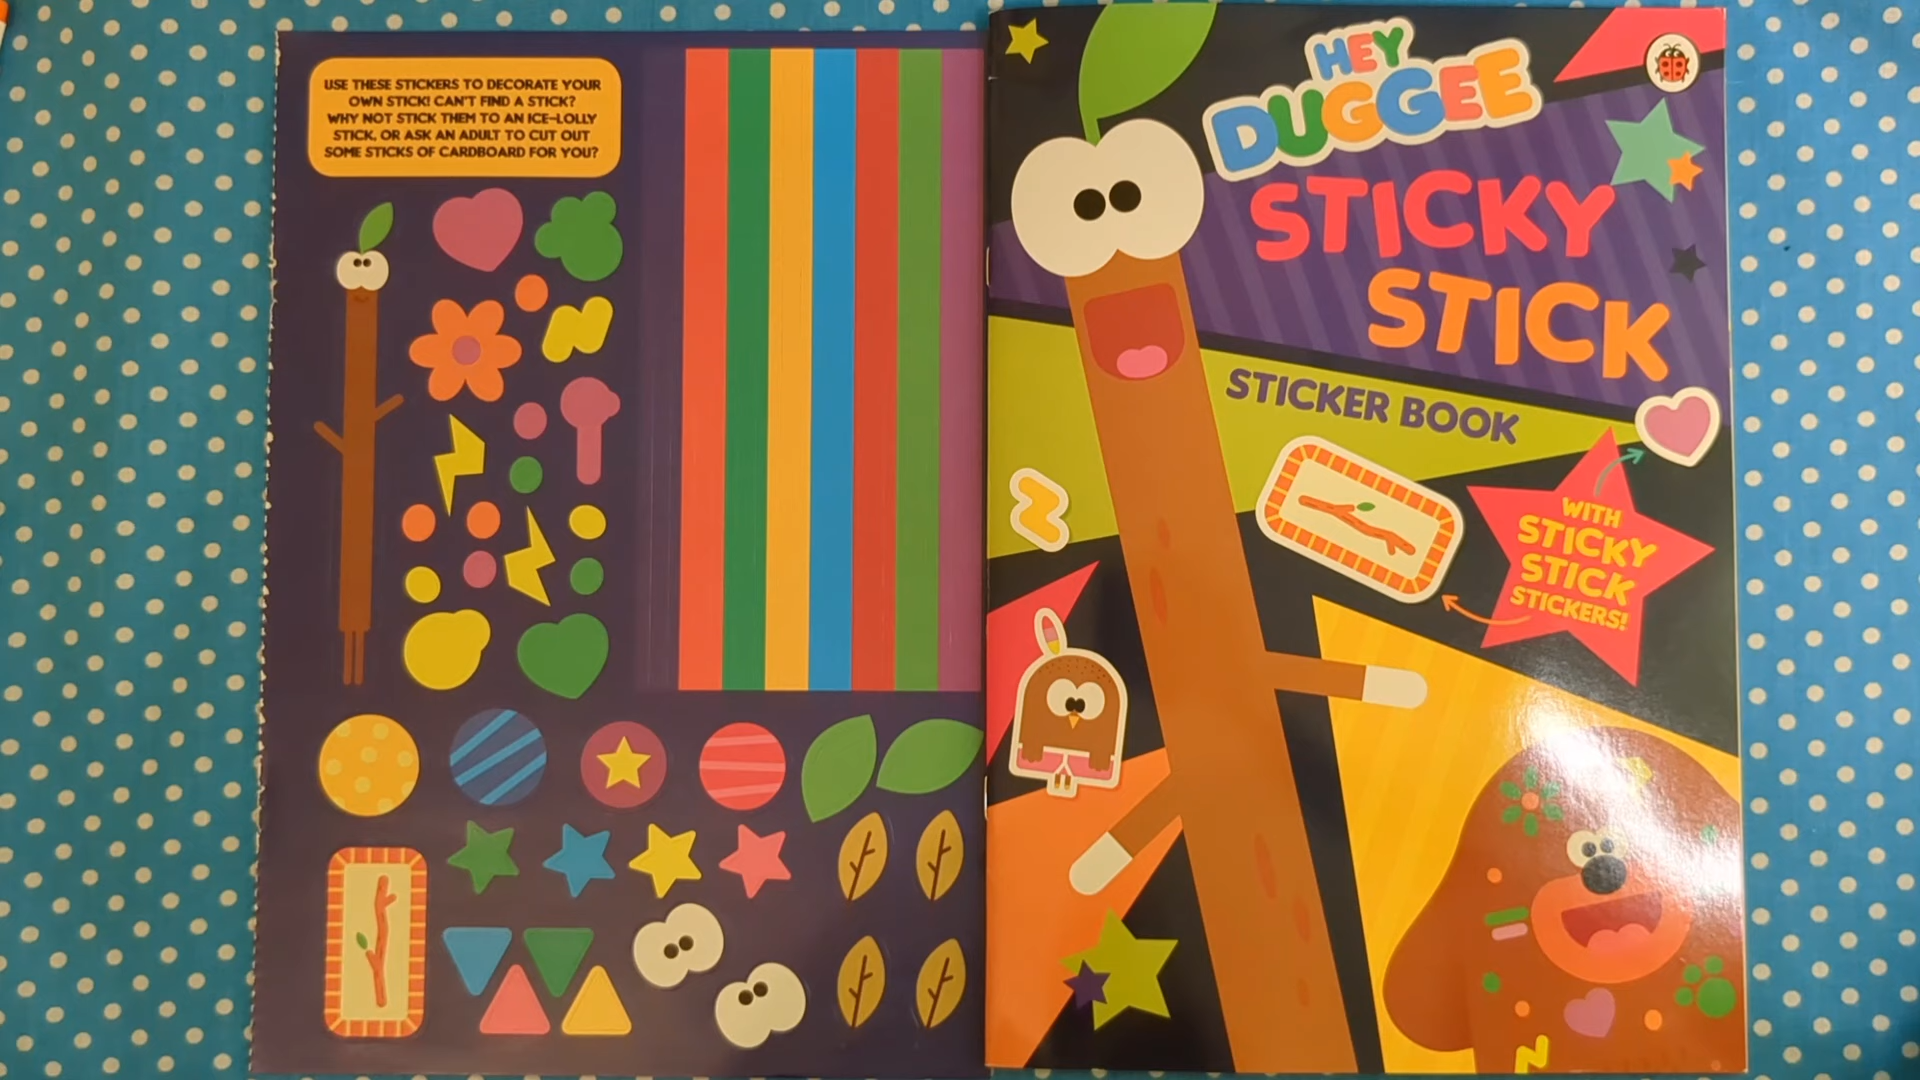 USE THESE STICKERS TO DECORATE YOUR
OWN STICK! CAN'T FIND A STICK?
WHY NOT STICK THEM TO AN ICE-LOLLY
STICK, OR ASK AN ADULT TO CUT OUT
SOME STICKS OF CARDBOARD FOR YOU?
HEY
DUGGEE
STICKY
STICK
STICKER BOOK
WITH
STICKY
STICK
STICKERS!